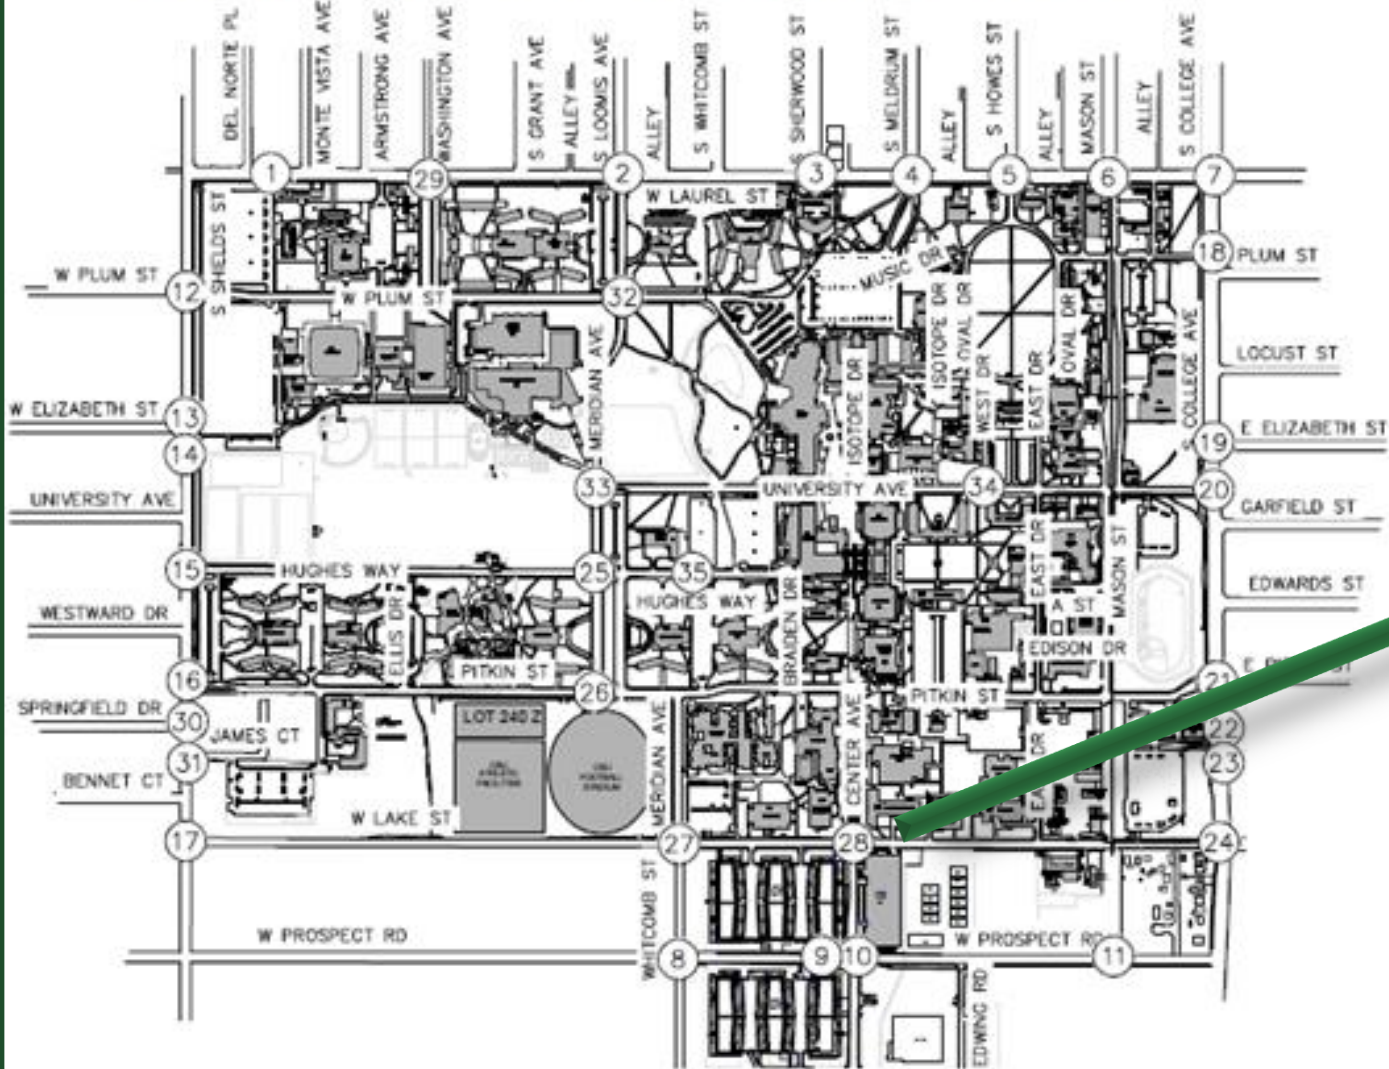 DEL NORTE PL
MONTE VISTA AVE
ARMSTRONG AVE
WASHINGTON AVE
S GRANT AVE
ALLEY
S LOOMIS AVE
ALLEY
S WHITCOMB ST
S SHERWOOD ST
S MELDRUM ST
ALLEY
S HOWES ST
ALLEY
MASON ST
ALLEY
S COLLEGE AVE
1
29
2
3
4
5
6
7
W LAUREL ST
S SHIELDS ST
W PLUM ST
12
W PLUM ST
32
MUSIC DR
18
PLUM ST
ISOTOPE DR
OVAL DR
OVAL DR
S COLLEGE AVE
LOCUST ST
MERIDIAN AVE
ISOTOPE DR
WEST DR
EAST DR
W ELIZABETH ST
13
14
19
E ELIZABETH ST
UNIVERSITY AVE
33
UNIVERSITY AVE
34
20
GARFIELD ST
EAST DR
MASON ST
15
HUGHES WAY
25
35
HUGHES WAY
BRAIDEN DR
EDWARDS ST
WESTWARD DR
ELLIS DR
A ST
EDISON DR
16
PITKIN ST
26
PITKIN ST
21
SPRINGFIELD DR
30
JAMES CT
LOT 240 Z
MERIDIAN AVE
CENTER AVE
22
31
BENNET CT
CSU
ATHLETIC
FACILITIES
CSU
FOOTBALL
STADIUM
23
W LAKE ST
17
27
28
24
WHITCOMB ST
W PROSPECT RD
8
9
10
W PROSPECT RD
11
EDWING RD